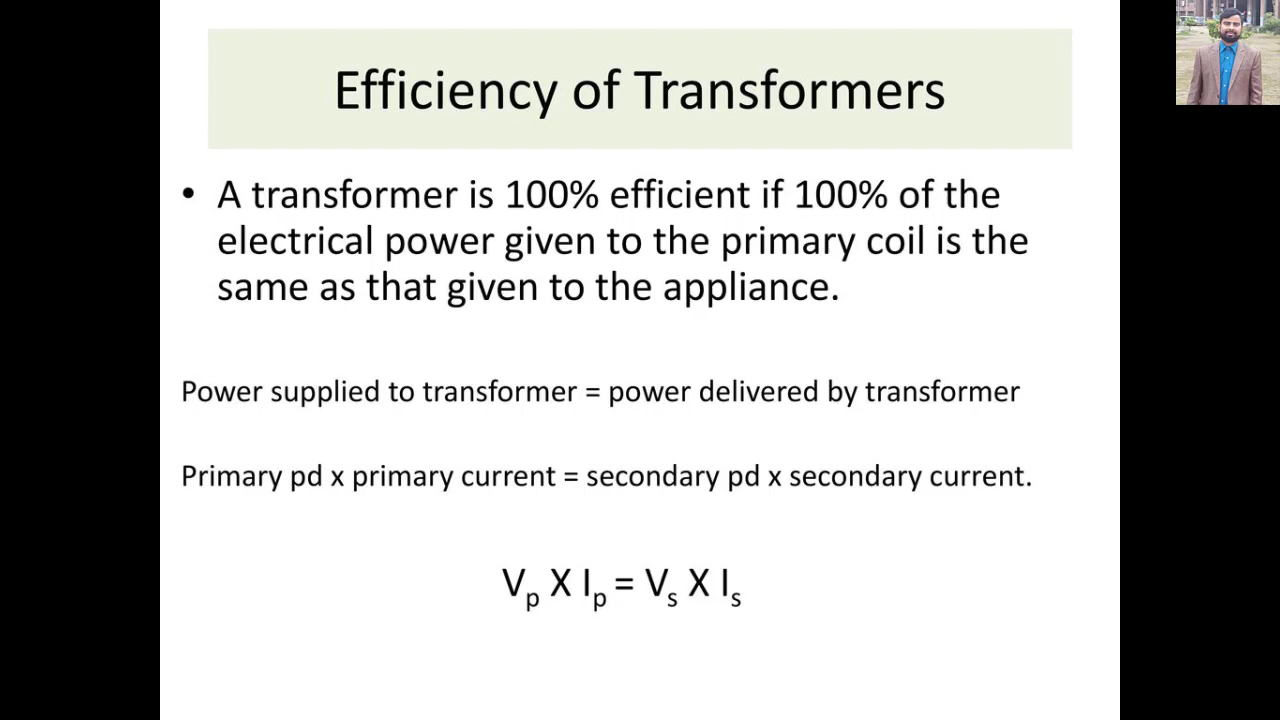 Efficiency of Transformers
• A transformer is 100% efficient if 100% of the
electrical power given to the primary coil is the
same as that given to the appliance.
Power supplied to transformer = power delivered by transformer
Primary pd x primary current = secondary pd x secondary current.
Vp X Ip = Vs X Is